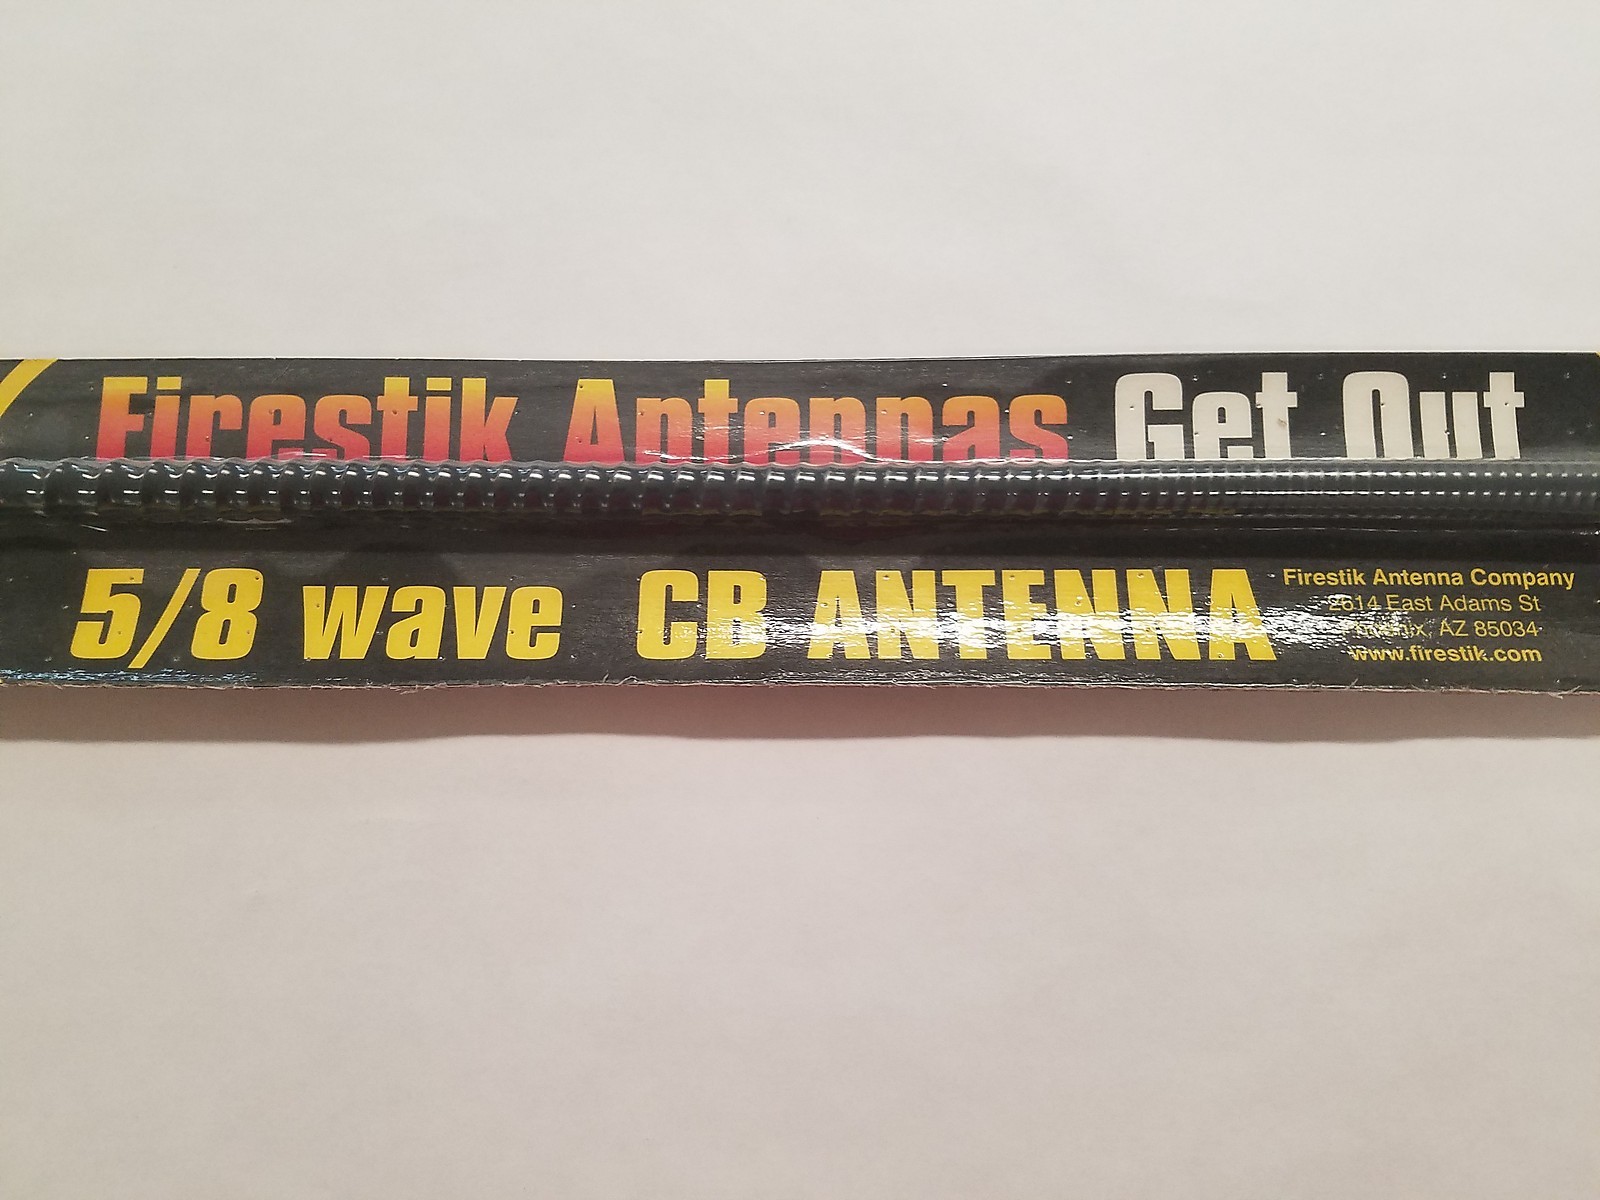 Firestik Antennas Get Out
5/8 wave CB ANTENNA
Firestik Antenna Company
2614 East Adams St
Phoenix, AZ 85034
www.firestik.com